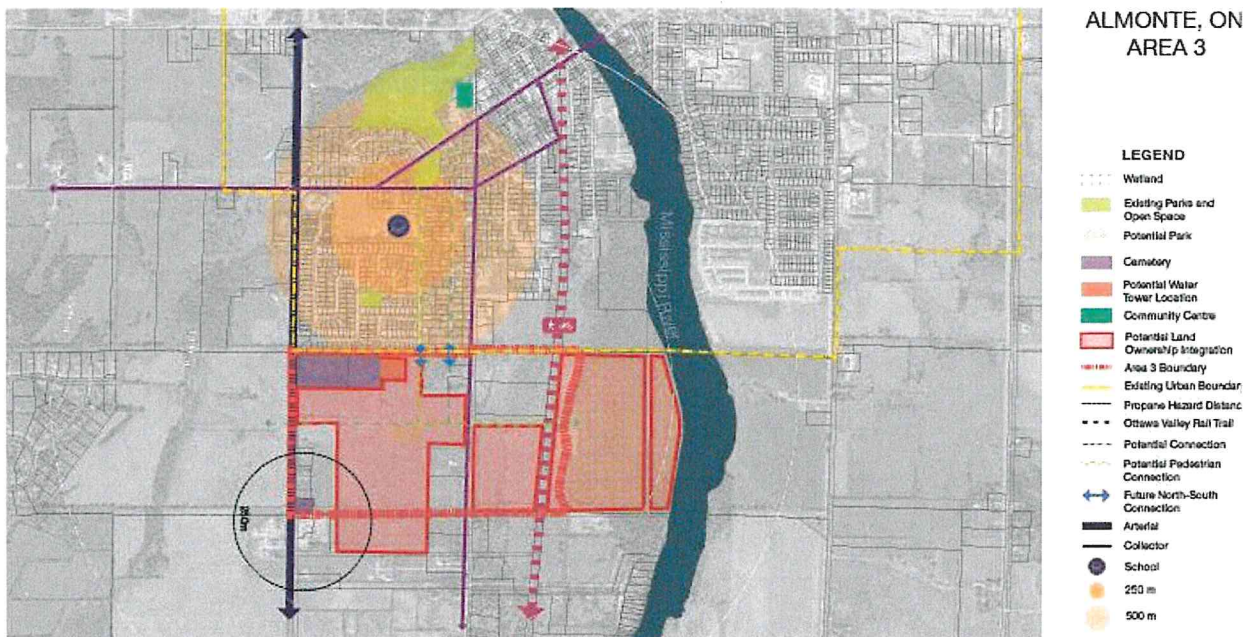 ALMONTE, ON
AREA 3
LEGEND
Wetland
Existing Parks and
Open Space
Potential Park
Cemetery
Potential Water
Tower Location
Community Centre
Potential Land
Ownership Integration
Area 3 Boundary
Existing Urban Boundar
Propane Hazard Distanc
Ottawa Valley Rail Trail
Potential Connection
Potential Pedestrian
Connection
Future North-South
Connection
Arterial
Collector
School
250 m
500 m
Mississippi River